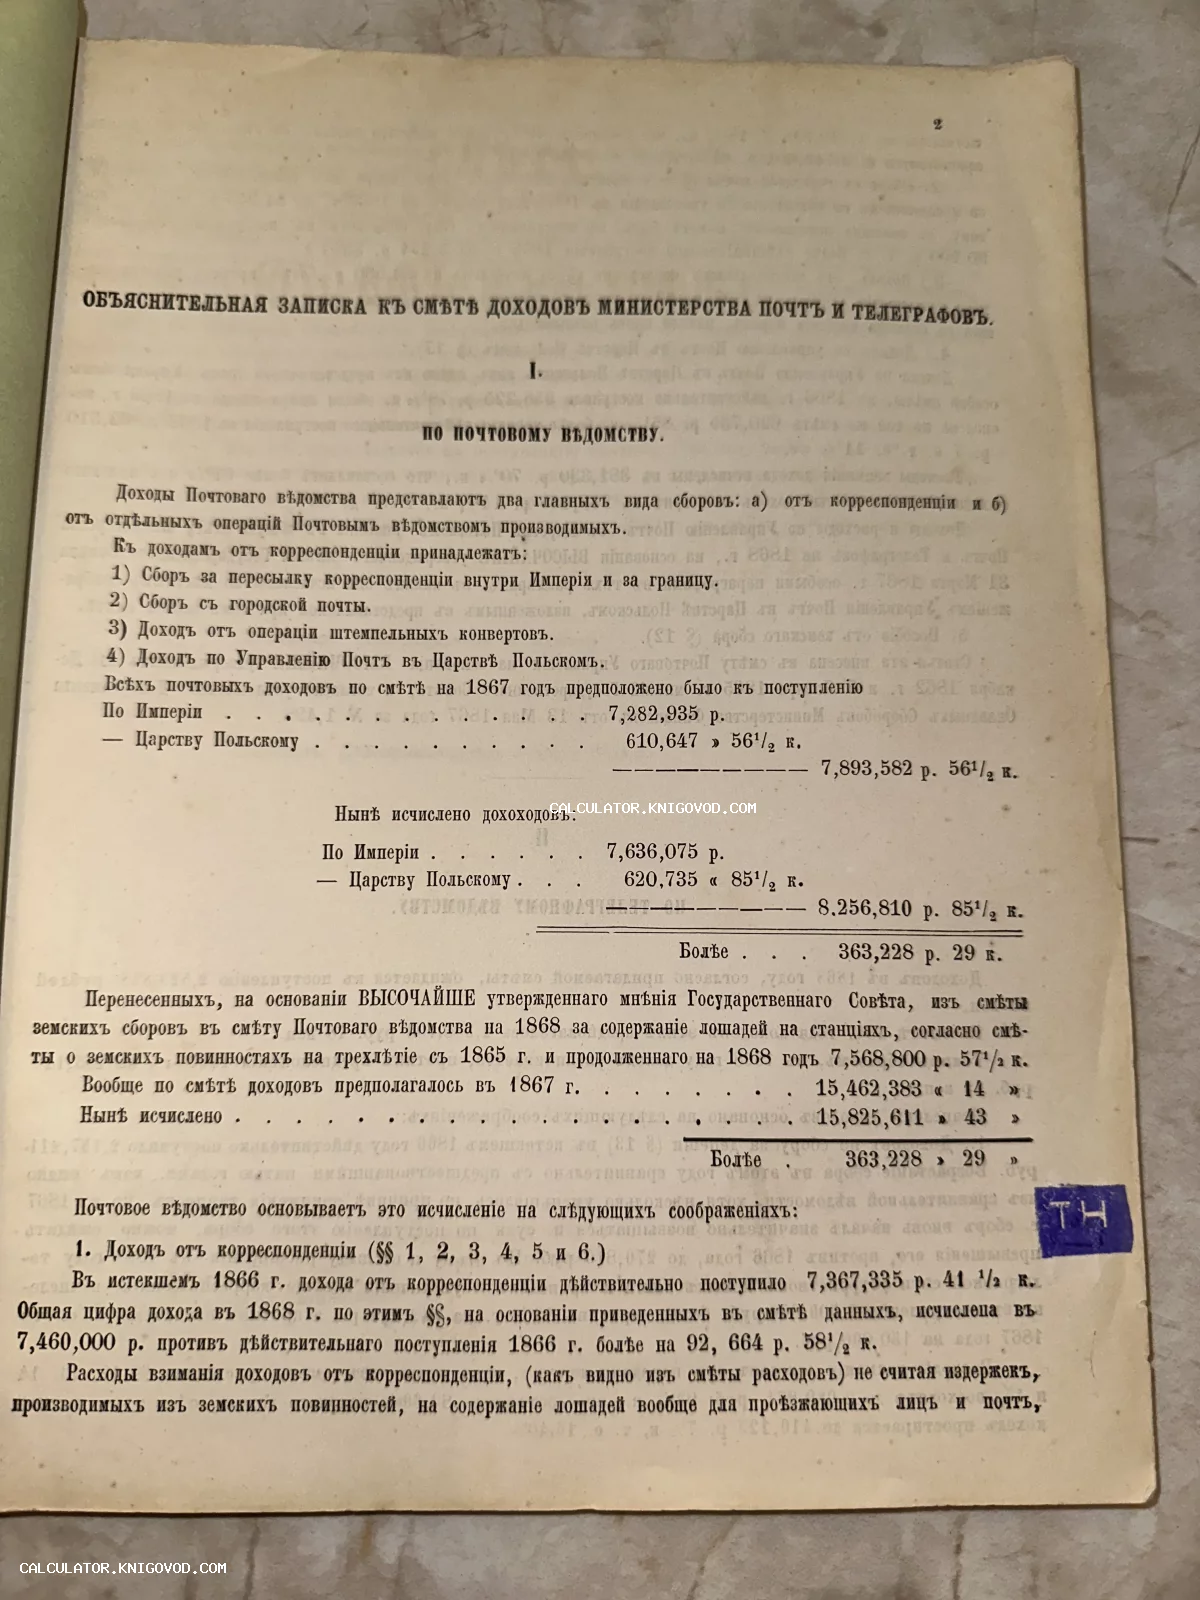 2
ОБЪЯСНИТЕЛЬНАЯ ЗАПИСКА КЪ СМѢТѢ ДОХОДОВЪ МИНИСТЕРСТВА ПОЧТЪ И ТЕЛЕГРАФОВЪ.
I.
ПО ПОЧТОВОМУ ВѢДОМСТВУ.
Доходы Почтоваго вѣдомства представляютъ два главныхъ вида сборовъ: а) отъ корреспонденціи и б)
отъ отдѣльныхъ операцій Почтовымъ вѣдомствомъ производимыхъ.
Къ доходамъ отъ корреспонденціи принадлежатъ:
1) Сборъ за пересылку корреспонденціи внутри Имперіи и за границу.
2) Сборъ съ городской почты.
3) Доходъ отъ операціи штемпельныхъ конвертовъ.
4) Доходъ по Управленію Почтъ въ Царствѣ Польскомъ.
Всѣхъ почтовыхъ доходовъ по смѣтѣ на 1867 годъ предположено было къ поступленію
По Имперіи . . . . . . . . . . . . . 7,282,935 р.
— Царству Польскому . . . . . . . . . . 610,647 » 56½ к.
————————— 7,893,582 р. 56½ к.
Нынѣ исчислено дохоходовъ:
CALCULATOR.KNIGOVOD.COM
По Имперіи . . . . . . 7,636,075 р.
— Царству Польскому . . . 620,735 « 85½ к.
————————— 8.256,810 р. 85½ к.
Болѣе . . . 363,228 р. 29 к.
Перенесенныхъ, на основаніи ВЫСОЧАЙШЕ утвержденнаго мнѣнія Государственнаго Совѣта, изъ смѣты
земскихъ сборовъ въ смѣту Почтоваго вѣдомства на 1868 за содержаніе лошадей на станціяхъ, согласно смѣ-
ты о земскихъ повинностяхъ на трехлѣтіе съ 1865 г. и продолженнаго на 1868 годъ 7,568,800 р. 57½ к.
Вообще по смѣтѣ доходовъ предполагалось въ 1867 г. . . . . . . . 15,462,383 « 14 »
Нынѣ исчислено . . . . . . . . . . . . . . . . . . . 15,825,611 » 43 »
Болѣе . 363,228 » 29 »
Почтовое вѣдомство основываетъ это исчисленіе на слѣдующихъ соображеніяхъ:
ТН
1. Доходъ отъ корреспонденціи (§§ 1, 2, 3, 4, 5 и 6.)
Въ истекшемъ 1866 г. дохода отъ корреспонденціи дѣйствительно поступило 7,367,335 р. 41 ½ к.
Общая цифра дохода въ 1868 г. по этимъ §§, на основаніи приведенныхъ въ смѣтѣ данныхъ, исчислена въ
7,460,000 р. противъ дѣйствительнаго поступленія 1866 г. болѣе на 92, 664 р. 58½ к.
Расходы взиманія доходовъ отъ корреспонденціи, (какъ видно изъ смѣты расходовъ) не считая издержекъ,
производимыхъ изъ земскихъ повинностей, на содержаніе лошадей вообще для проѣзжающихъ лицъ и почтъ,
CALCULATOR.KNIGOVOD.COM